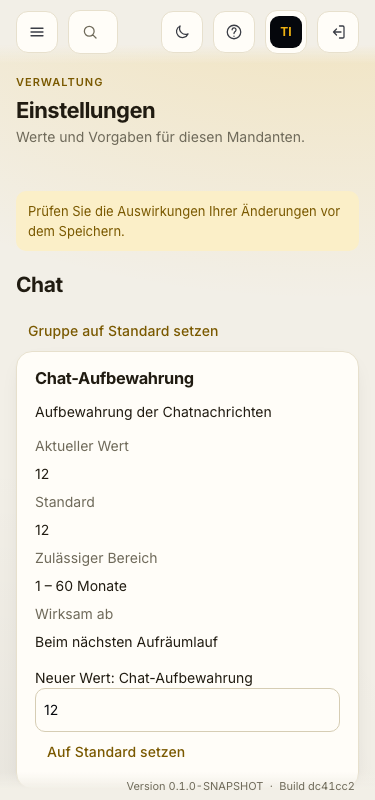 TI
VERWALTUNG
Einstellungen
Werte und Vorgaben für diesen Mandanten.
Prüfen Sie die Auswirkungen Ihrer Änderungen vor
dem Speichern.
Chat
Gruppe auf Standard setzen
Chat-Aufbewahrung
Aufbewahrung der Chatnachrichten
Aktueller Wert
12
Standard
12
Zulässiger Bereich
1 – 60 Monate
Wirksam ab
Beim nächsten Aufräumlauf
Neuer Wert: Chat-Aufbewahrung
12
Auf Standard setzen
Version 0.1.0-SNAPSHOT · Build dc41cc2